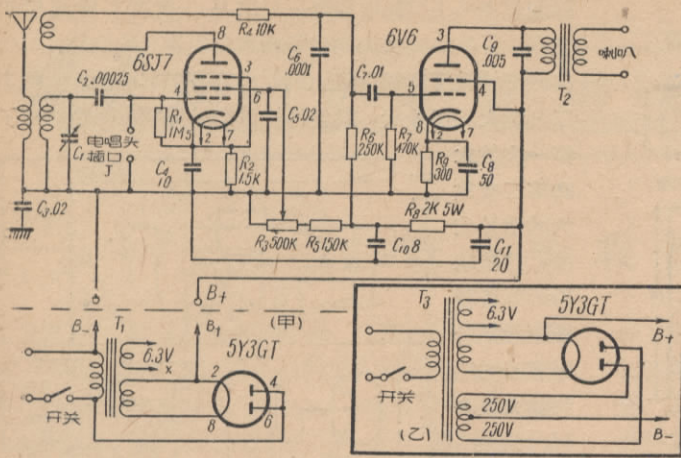 6SJ7
8
R4 10K
C6
.0001
6V6
3
C9
.005
喇叭
T2
C2 .00025
4
3
6
C5.02
C7.01
5
4
R1
1M5
2
7
电唱头
插口
J
C1
C4
10
R2
1.5K
R6
250K
R7
470K
8
2
7
R9
300
C8
50
C3.02
R3 500K
R5 150K
R8 2K 5W
C10 8
C11
20
B+
(甲)
B-
T1
6.3V
x
B1
5Y3GT
2
8
4
6
开关
T3
6.3V
5Y3GT
B+
开关
(乙)
250V
250V
B-